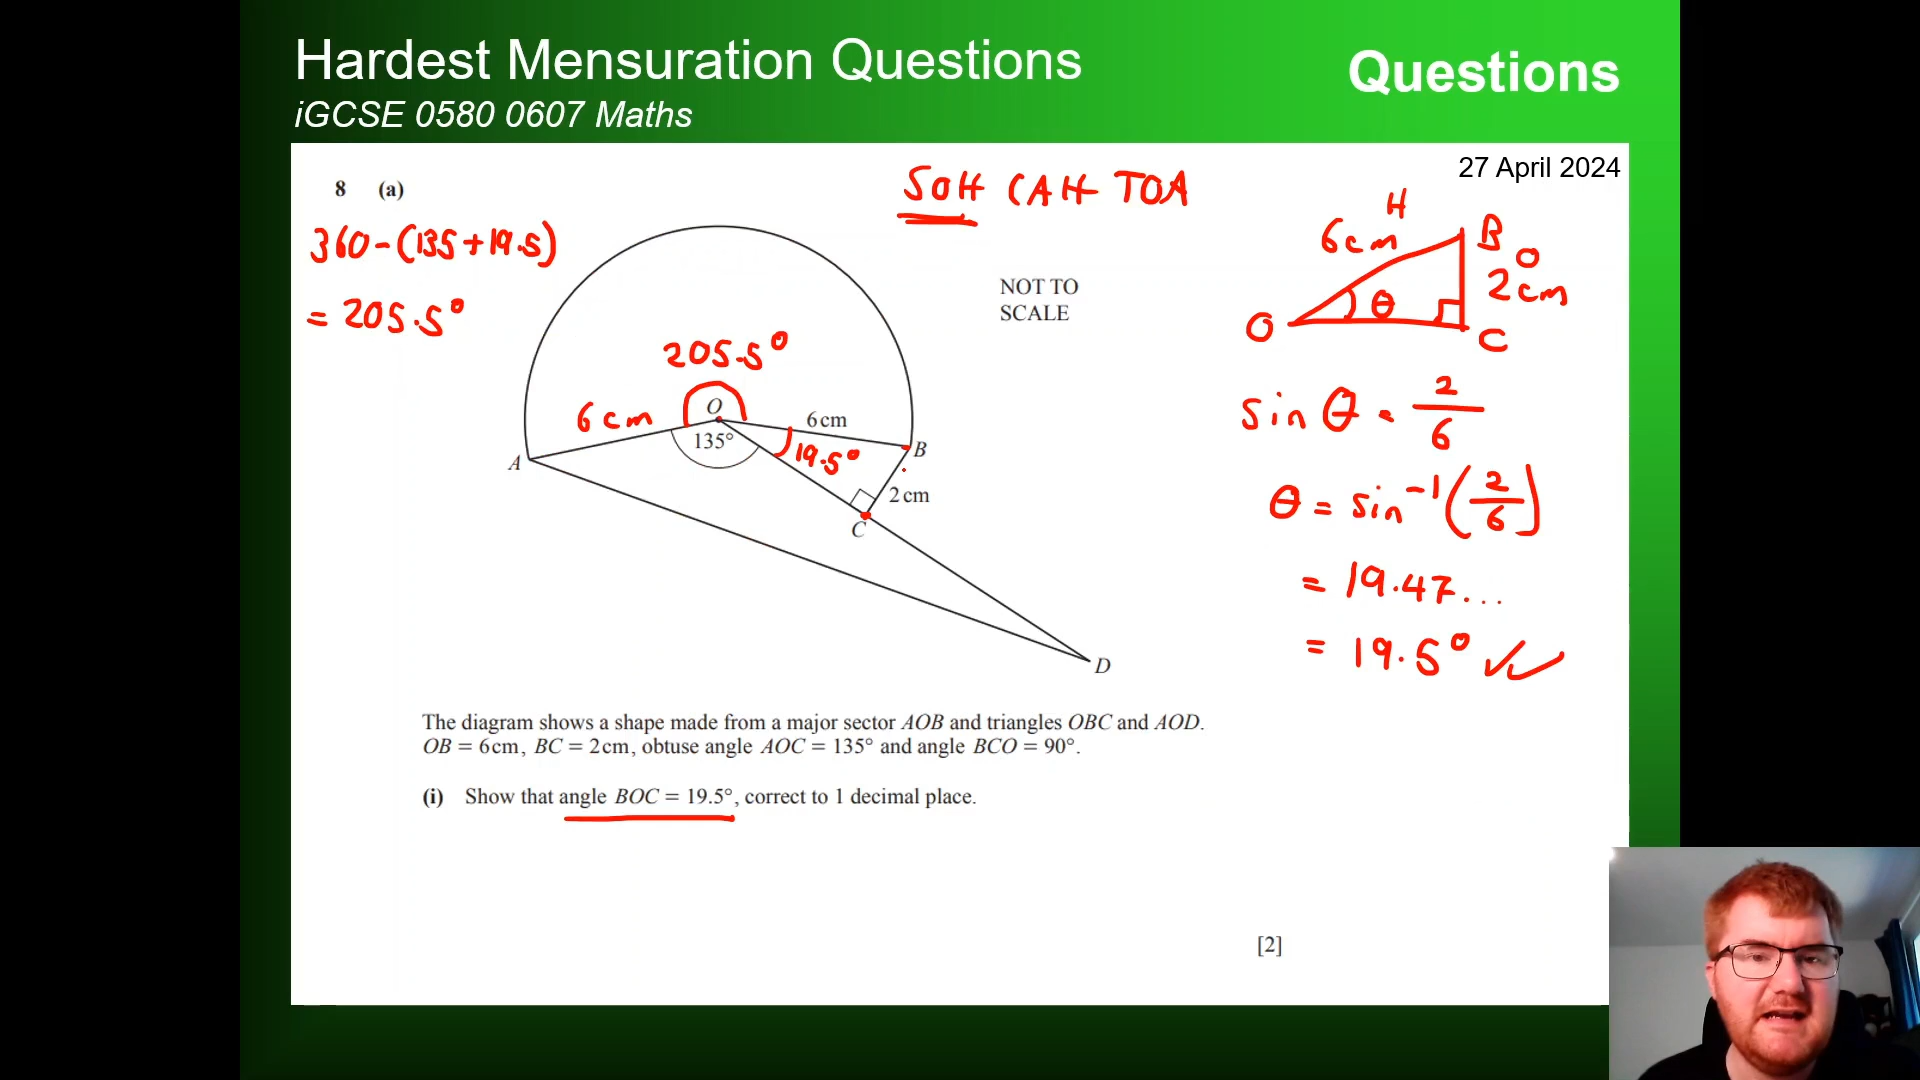 Hardest Mensuration Questions
iGCSE 0580 0607 Maths
Questions
27 April 2024
8 (a)
SOH CAH TOA
360-(135+19.5)
= 205.5°
NOT TO
SCALE
H
6cm
B
O
2cm
θ
O
C
205.5°
6cm
O
6cm
135°
19.5°
A
B
2cm
C
D
sin θ = 2/6
θ = sin⁻¹(2/6)
= 19.47...
= 19.5°
The diagram shows a shape made from a major sector AOB and triangles OBC and AOD.
OB = 6cm, BC = 2cm, obtuse angle AOC = 135° and angle BCO = 90°.
(i) Show that angle BOC = 19.5°, correct to 1 decimal place.
[2]